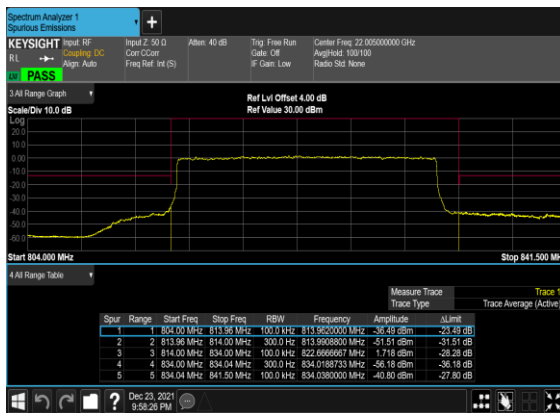 Spectrum Analyzer 1
Spurious Emissions
KEYSIGHT Input: RF Input Z: 50 Ω Atten: 40 dB Trig: Free Run Center Freq: 22.005000000 GHz
Coupling: DC Corr CCorr Gate: Off Avg|Hold: 100/100
RL Align: Auto Freq Ref: Int (S) IF Gain: Low Radio Std: None
PASS
3 All Range Graph
Ref Lvl Offset 4.00 dB
Scale/Div 10.0 dB Ref Value 30.00 dBm
Log
20.0
10.0
0.00
-10.0
-20.0
-30.0
-40.0
-50.0
-60.0
Start 804.000 MHz Stop 841.500 MH
4 All Range Table
Measure Trace Trace 1
Trace Type Trace Average (Active)
Spur Range Start Freq Stop Freq RBW Frequency Amplitude ΔLimit
1 1 804.00 MHz 813.96 MHz 100.0 kHz 813.9620000 MHz -36.49 dBm -23.49 dB
2 2 813.96 MHz 814.00 MHz 300.0 Hz 813.9908800 MHz -51.51 dBm -31.51 dB
3 3 814.00 MHz 834.00 MHz 100.0 kHz 822.6666667 MHz 1.718 dBm -28.28 dB
4 4 834.00 MHz 834.04 MHz 300.0 Hz 834.0188733 MHz -56.18 dBm -36.18 dB
5 5 834.04 MHz 841.50 MHz 100.0 kHz 834.0380000 MHz -40.80 dBm -27.80 dB
Dec 23, 2021
9:58:26 PM